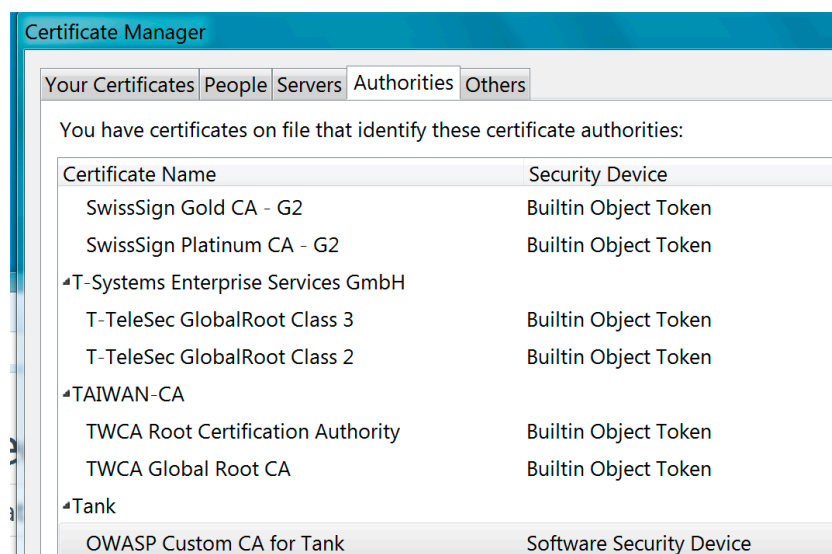 Certificate Manager
Your Certificates People Servers Authorities Others
You have certificates on file that identify these certificate authorities:
Certificate Name Security Device
SwissSign Gold CA - G2 Builtin Object Token
SwissSign Platinum CA - G2 Builtin Object Token
T-Systems Enterprise Services GmbH
T-TeleSec GlobalRoot Class 3 Builtin Object Token
T-TeleSec GlobalRoot Class 2 Builtin Object Token
TAIWAN-CA
TWCA Root Certification Authority Builtin Object Token
TWCA Global Root CA Builtin Object Token
Tank
OWASP Custom CA for Tank Software Security Device